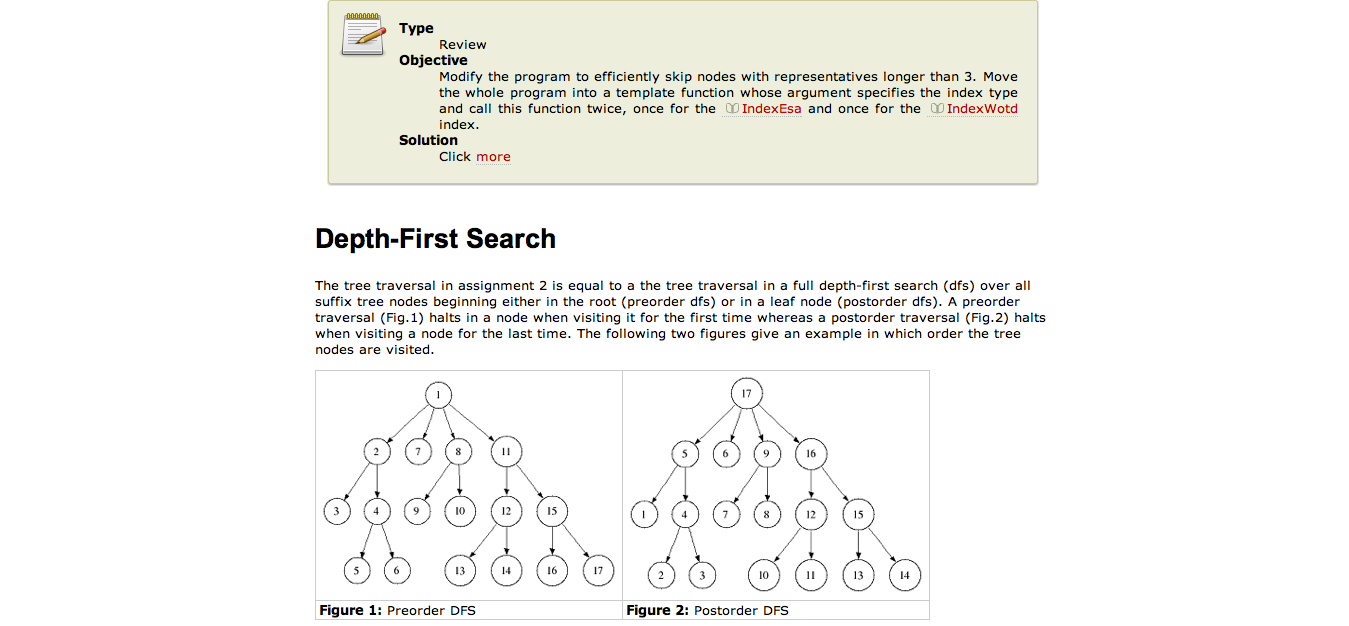 Type
Review
Objective
Modify the program to efficiently skip nodes with representatives longer than 3. Move
the whole program into a template function whose argument specifies the index type
and call this function twice, once for the IndexEsa and once for the IndexWotd
index.
Solution
Click more
Depth-First Search
The tree traversal in assignment 2 is equal to a the tree traversal in a full depth-first search (dfs) over all
suffix tree nodes beginning either in the root (preorder dfs) or in a leaf node (postorder dfs). A preorder
traversal (Fig.1) halts in a node when visiting it for the first time whereas a postorder traversal (Fig.2) halts
when visiting a node for the last time. The following two figures give an example in which order the tree
nodes are visited.
1
2 7 8 11
3 4 9 10 12 15
5 6 13 14 16 17
Figure 1: Preorder DFS
17
5 6 9 16
1 4 7 8 12 15
2 3 10 11 13 14
Figure 2: Postorder DFS